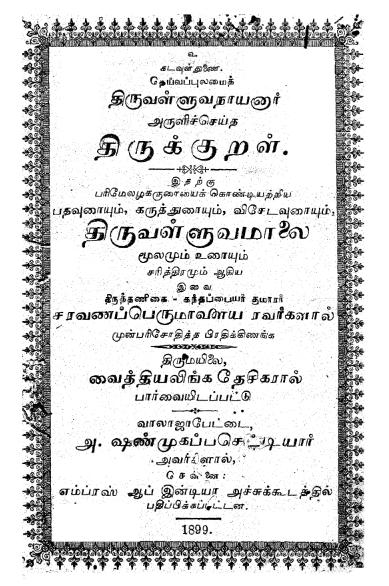 உ
கடவுள்துணை.
தெய்வப்புலமைத்
திருவள்ளுவநாயனார்
அருளிச்செய்த
திருக்குறள்.
இதற்கு
பரிமேலழகருரையைக் கொண்டியற்றிய
பதவுரையும், கருத்துரையும், விசேடவுரையும்,
திருவள்ளுவமாலை
மூலமும் உரையும்
சரித்திரமும் ஆகிய
இவை
திருத்தணிகை - கந்தப்பையர் குமாரர்
சரவணப்பெருமாளைய ரவர்களால்
முன்பரிசோதித்த பிரதிக்கிணங்க
திருமயிலை,
வைத்தியலிங்க தேசிகரால்
பார்வையிடப்பட்டு
வாலாஜாபேட்டை,
அ. ஷண்முகப்பசெட்டியார்
அவர்களால்,
சென்னை:
எம்பரஸ் ஆப் இன்டியா அச்சுக்கூடத்தில்
பதிப்பிக்கப்பட்டன.
1899.